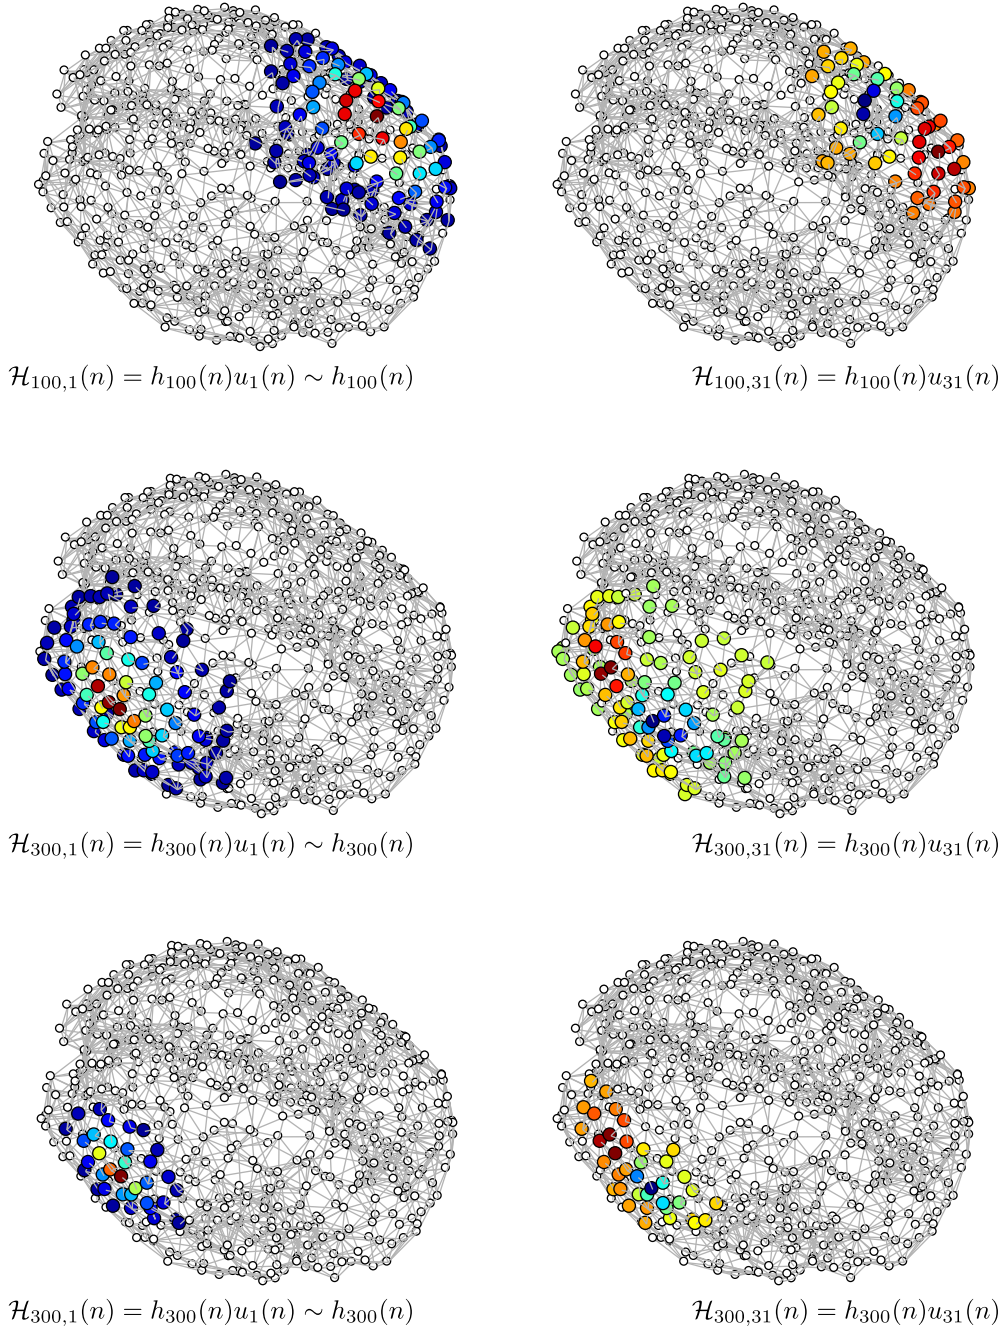 $\mathcal{H}_{100,1}(n) = h_{100}(n)u_1(n) \sim h_{100}(n)$
$\mathcal{H}_{100,31}(n) = h_{100}(n)u_{31}(n)$
$\mathcal{H}_{300,1}(n) = h_{300}(n)u_1(n) \sim h_{300}(n)$
$\mathcal{H}_{300,31}(n) = h_{300}(n)u_{31}(n)$
$\mathcal{H}_{300,1}(n) = h_{300}(n)u_1(n) \sim h_{300}(n)$
$\mathcal{H}_{300,31}(n) = h_{300}(n)u_{31}(n)$